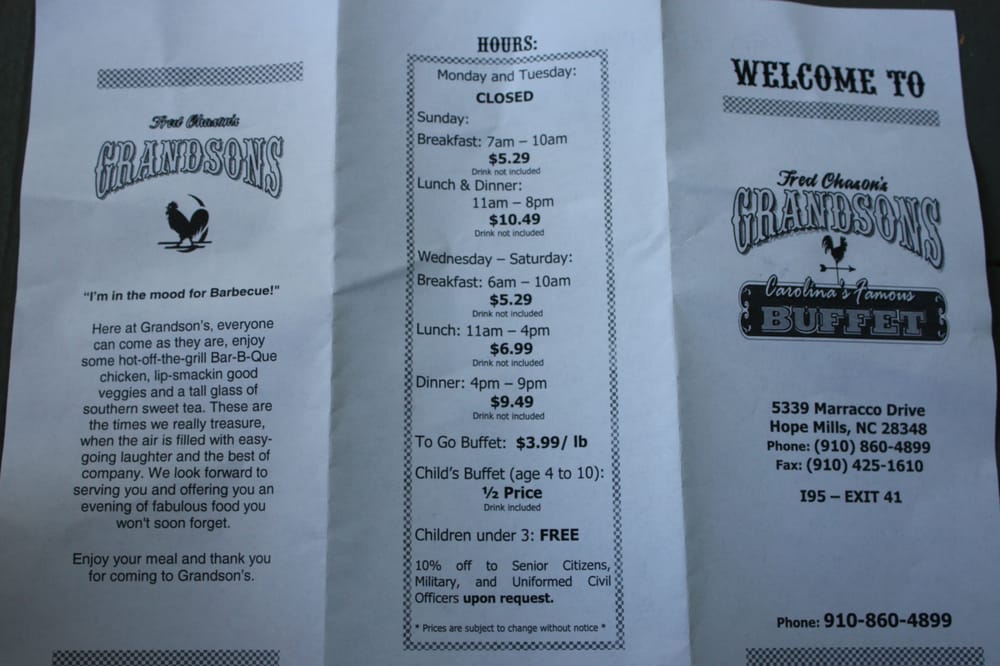 Fred Chason's
GRANDSONS
"I'm in the mood for Barbecue!"
Here at Grandson's, everyone
can come as they are, enjoy
some hot-off-the-grill Bar-B-Que
chicken, lip-smackin good
veggies and a tall glass of
southern sweet tea. These are
the times we really treasure,
when the air is filled with easy-
going laughter and the best of
company. We look forward to
serving you and offering you an
evening of fabulous food you
won't soon forget.
Enjoy your meal and thank you
for coming to Grandson's.
HOURS:
Monday and Tuesday:
CLOSED
Sunday:
Breakfast: 7am – 10am
$5.29
Drink not included
Lunch & Dinner:
11am – 8pm
$10.49
Drink not included
Wednesday – Saturday:
Breakfast: 6am – 10am
$5.29
Drink not included
Lunch: 11am – 4pm
$6.99
Drink not included
Dinner: 4pm – 9pm
$9.49
Drink not included
To Go Buffet: $3.99/ lb
Child's Buffet (age 4 to 10):
½ Price
Drink included
Children under 3: FREE
10% off to Senior Citizens,
Military, and Uniformed Civil
Officers upon request.
* Prices are subject to change without notice *
WELCOME TO
Fred Chason's
GRANDSONS
Carolina's Famous
BUFFET
5339 Marracco Drive
Hope Mills, NC 28348
Phone: (910) 860-4899
Fax: (910) 425-1610
I95 – EXIT 41
Phone: 910-860-4899